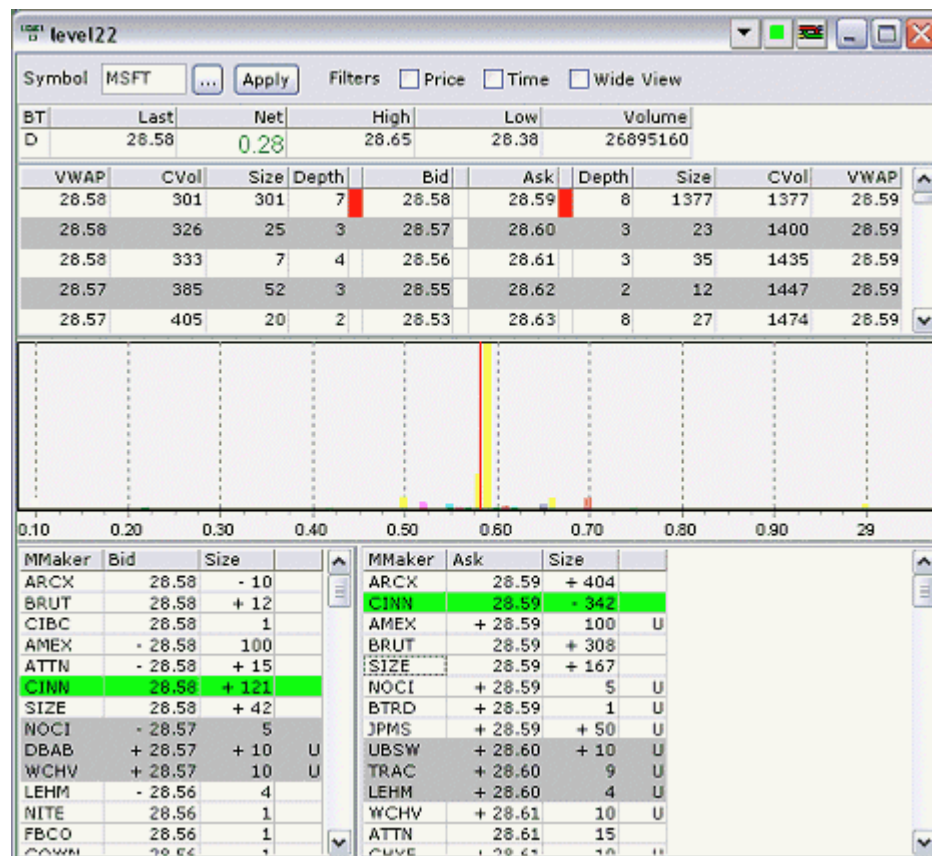 level22
Symbol MSFT ... Apply Filters Price Time Wide View
BT Last Net High Low Volume
D 28.58 0.28 28.65 28.38 26895160
VWAP CVol Size Depth Bid Ask Depth Size CVol VWAP
28.58 301 301 7 28.58 28.59 8 1377 1377 28.59
28.58 326 25 3 28.57 28.60 3 23 1400 28.59
28.58 333 7 4 28.56 28.61 3 35 1435 28.59
28.57 385 52 3 28.55 28.62 2 12 1447 28.59
28.57 405 20 2 28.53 28.63 8 27 1474 28.59
0.10 0.20 0.30 0.40 0.50 0.60 0.70 0.80 0.90 29
MMaker Bid Size MMaker Ask Size
ARCX 28.58 - 10 ARCX 28.59 + 404
BRUT 28.58 + 12 CINN 28.59 - 342
CIBC 28.58 1 AMEX + 28.59 100 U
AMEX - 28.58 100 BRUT 28.59 + 308
ATTN - 28.58 + 15 SIZE 28.59 + 167
CINN 28.58 + 121 NOCI + 28.59 5 U
SIZE 28.58 + 42 BTRD + 28.59 1 U
NOCI - 28.57 5 JPMS + 28.59 + 50 U
DBAB + 28.57 + 10 U UBSW + 28.60 + 10 U
WCHV + 28.57 10 U TRAC + 28.60 9 U
LEHM - 28.56 4 LEHM + 28.60 4 U
NITE 28.56 1 WCHV + 28.61 10 U
FBCO 28.56 1 ATTN 28.61 15